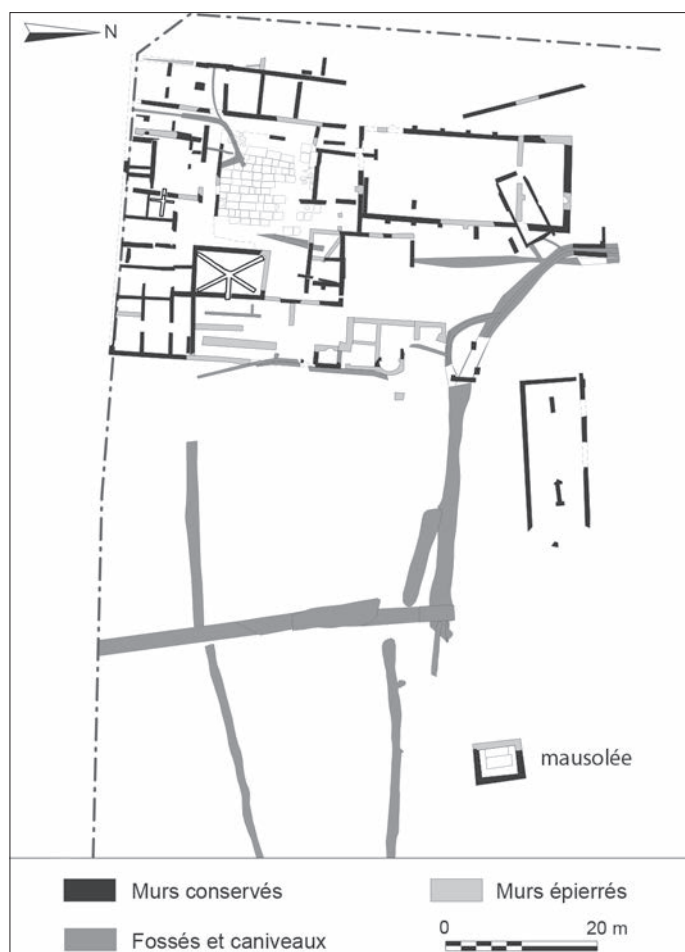 N
mausolée
Murs conservés
Murs épierrés
Fossés et caniveaux
0 20 m